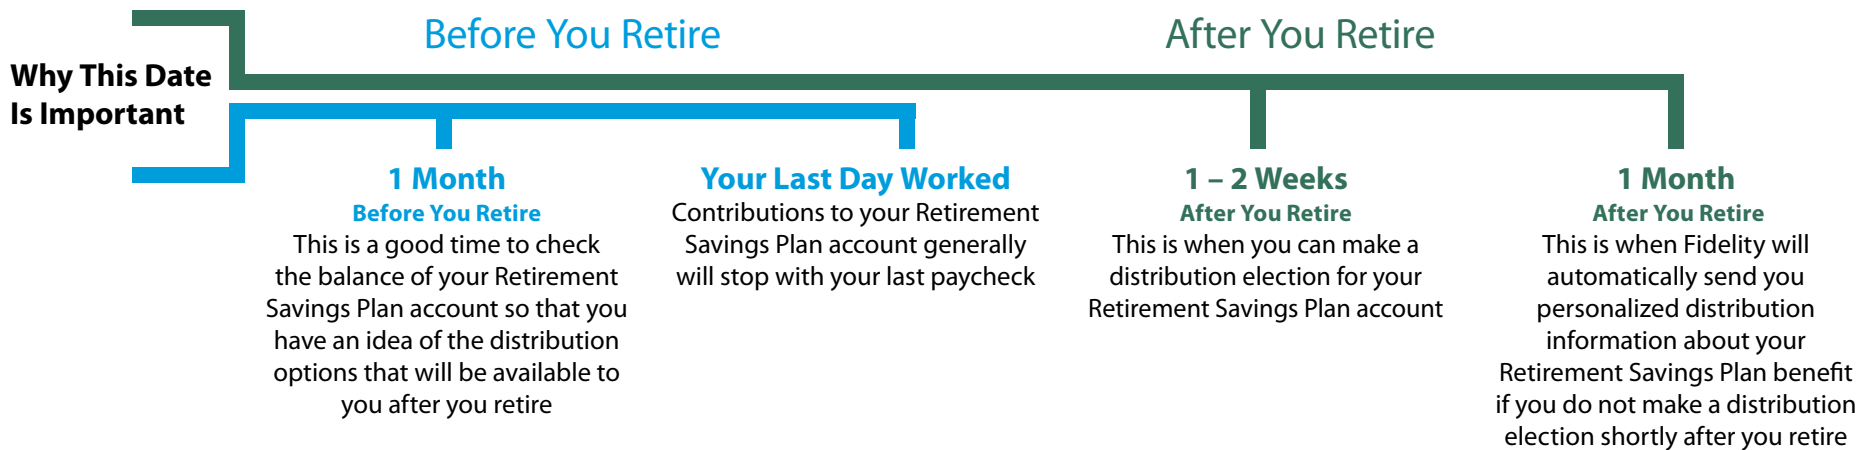 Before You Retire
After You Retire
Why This Date
Is Important
1 Month
Before You Retire
This is a good time to check
the balance of your Retirement
Savings Plan account so that you
have an idea of the distribution
options that will be available to
you after you retire
Your Last Day Worked
Contributions to your Retirement
Savings Plan account generally
will stop with your last paycheck
1 – 2 Weeks
After You Retire
This is when you can make a
distribution election for your
Retirement Savings Plan account
1 Month
After You Retire
This is when Fidelity will
automatically send you
personalized distribution
information about your
Retirement Savings Plan benefit
if you do not make a distribution
election shortly after you retire